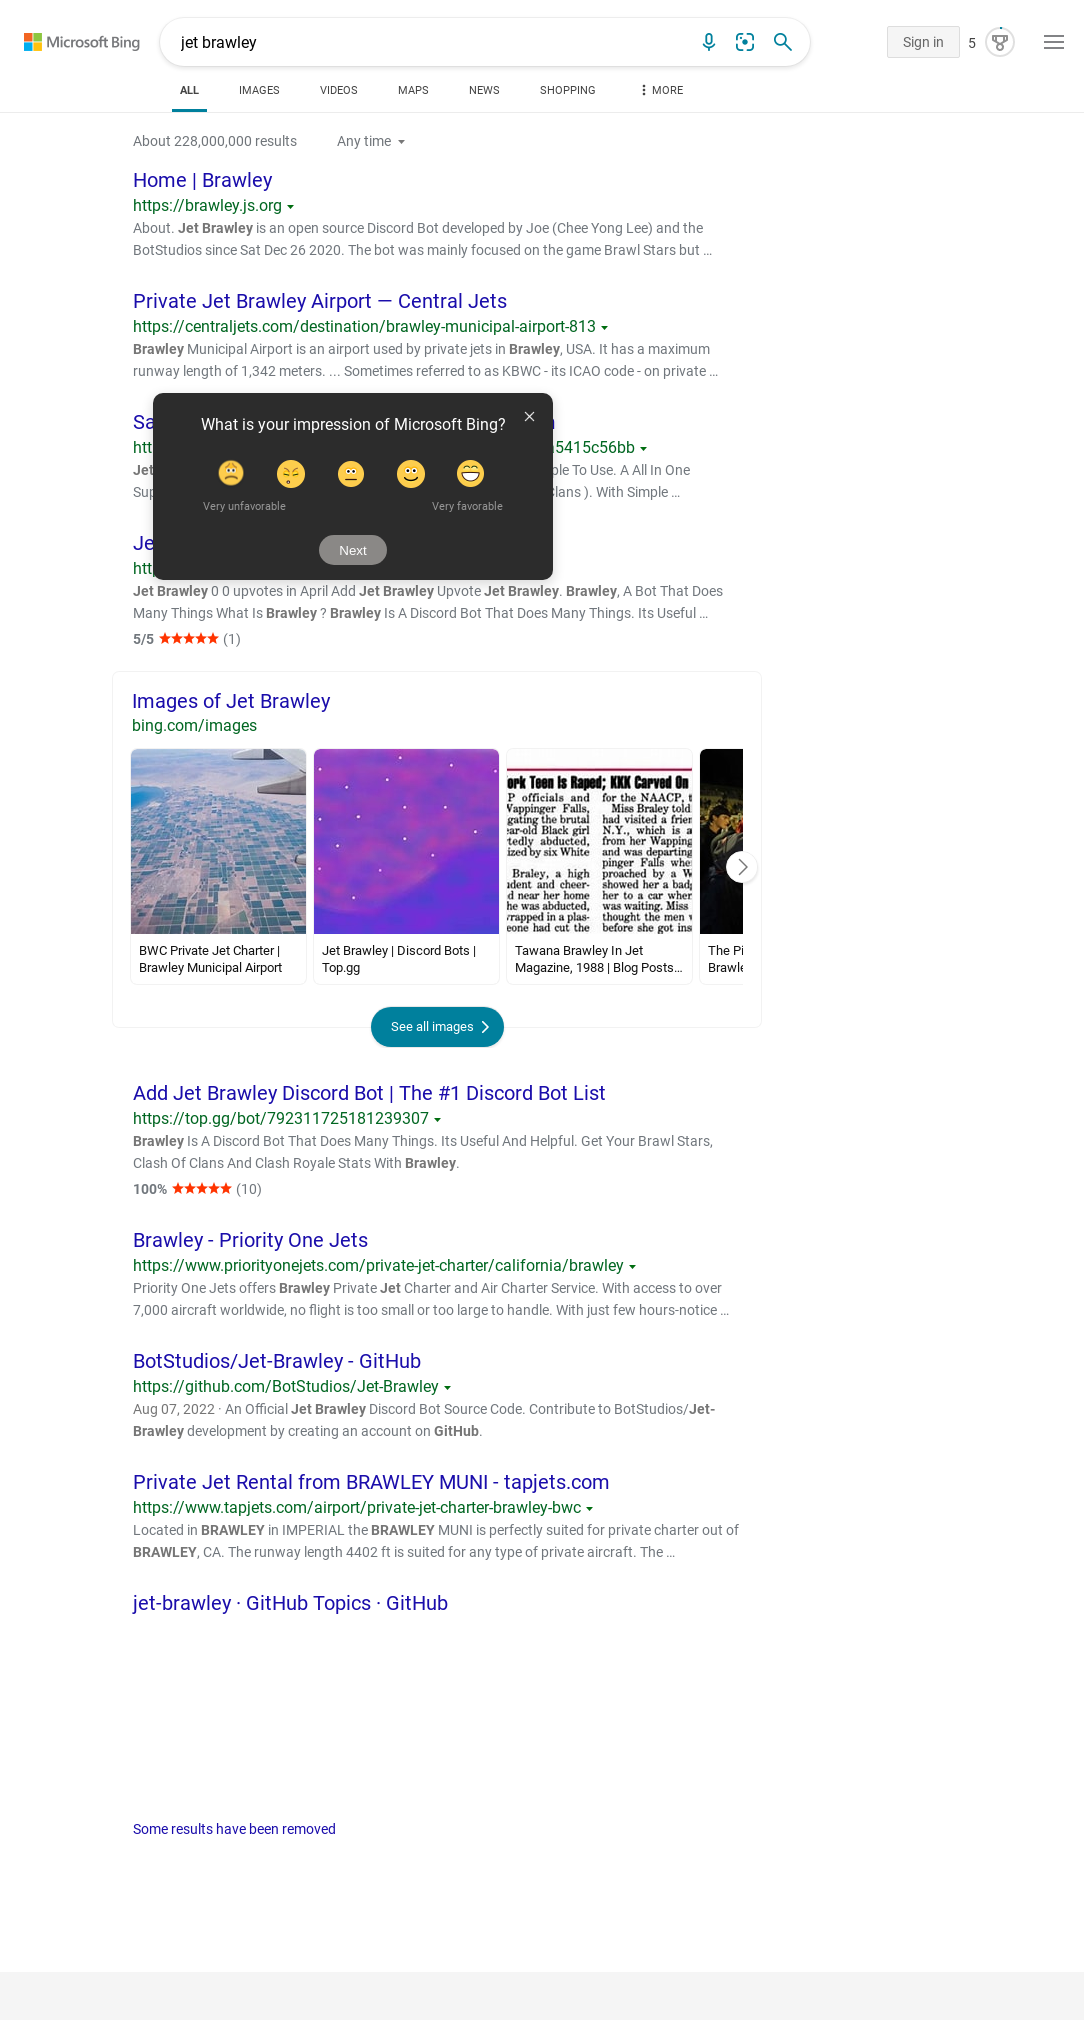 Microsoft Bing
jet brawley
Sign in
5
ALL
IMAGES
VIDEOS
MAPS
NEWS
SHOPPING
MORE
About 228,000,000 results
Any time
Home | Brawley
https://brawley.js.org
About. Jet Brawley is an open source Discord Bot developed by Joe (Chee Yong Lee) and the
BotStudios since Sat Dec 26 2020. The bot was mainly focused on the game Brawl Stars but ...
Private Jet Brawley Airport — Central Jets
https://centraljets.com/destination/brawley-municipal-airport-813
Brawley Municipal Airport is an airport used by private jets in Brawley, USA. It has a maximum
runway length of 1,342 meters. ... Sometimes referred to as KBWC - its ICAO code - on private ...
Sa
htt
5415c56bb
Jet
ble To Use. A All In One
Sup
Clans ). With Simple ...
What is your impression of Microsoft Bing?
Very unfavorable
Very favorable
Next
Je
http
Jet Brawley 0 0 upvotes in April Add Jet Brawley Upvote Jet Brawley. Brawley, A Bot That Does
Many Things What Is Brawley ? Brawley Is A Discord Bot That Does Many Things. Its Useful ...
5/5 ★★★★★ (1)
Images of Jet Brawley
bing.com/images
ork Teen Is Raped; KKK Carved On
P officials and
Wappinger Falls,
gating the brutal
ear-old Black girl
rtedly abducted,
ized by six White
Braley, a high
udent and cheer-
d near her home
he was abducted,
wrapped in a plas-
eone had cut the
for the NAACP, t
Miss Braley told
had visited a frien
N.Y., which is a
from her Wapping
and was departing
pinger Falls when
proached by a W
showed her a badg
her to a car when
was waiting. Miss
thought the men w
before she got ins
BWC Private Jet Charter |
Brawley Municipal Airport
Jet Brawley | Discord Bots |
Top.gg
Tawana Brawley In Jet
Magazine, 1988 | Blog Posts...
The Pi
Brawle
See all images
Add Jet Brawley Discord Bot | The #1 Discord Bot List
https://top.gg/bot/792311725181239307
Brawley Is A Discord Bot That Does Many Things. Its Useful And Helpful. Get Your Brawl Stars,
Clash Of Clans And Clash Royale Stats With Brawley.
100% ★★★★★ (10)
Brawley - Priority One Jets
https://www.priorityonejets.com/private-jet-charter/california/brawley
Priority One Jets offers Brawley Private Jet Charter and Air Charter Service. With access to over
7,000 aircraft worldwide, no flight is too small or too large to handle. With just few hours-notice ...
BotStudios/Jet-Brawley - GitHub
https://github.com/BotStudios/Jet-Brawley
Aug 07, 2022 · An Official Jet Brawley Discord Bot Source Code. Contribute to BotStudios/Jet-
Brawley development by creating an account on GitHub.
Private Jet Rental from BRAWLEY MUNI - tapjets.com
https://www.tapjets.com/airport/private-jet-charter-brawley-bwc
Located in BRAWLEY in IMPERIAL the BRAWLEY MUNI is perfectly suited for private charter out of
BRAWLEY, CA. The runway length 4402 ft is suited for any type of private aircraft. The ...
jet-brawley · GitHub Topics · GitHub
Some results have been removed